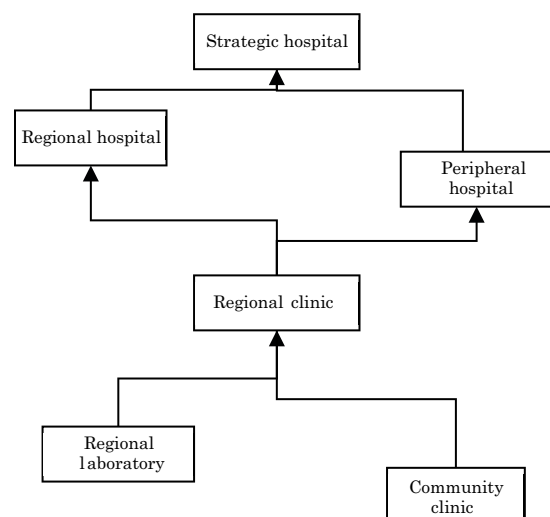 Strategic hospital
Regional hospital
Peripheral
hospital
Regional clinic
Regional
laboratory
Community
clinic